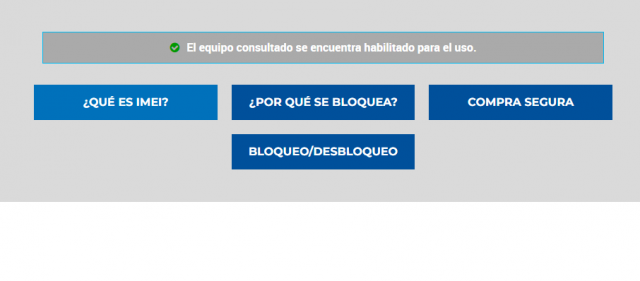 El equipo consultado se encuentra habilitado para el uso.
¿QUÉ ES IMEI?
¿POR QUÉ SE BLOQUEA?
COMPRA SEGURA
BLOQUEO/DESBLOQUEO